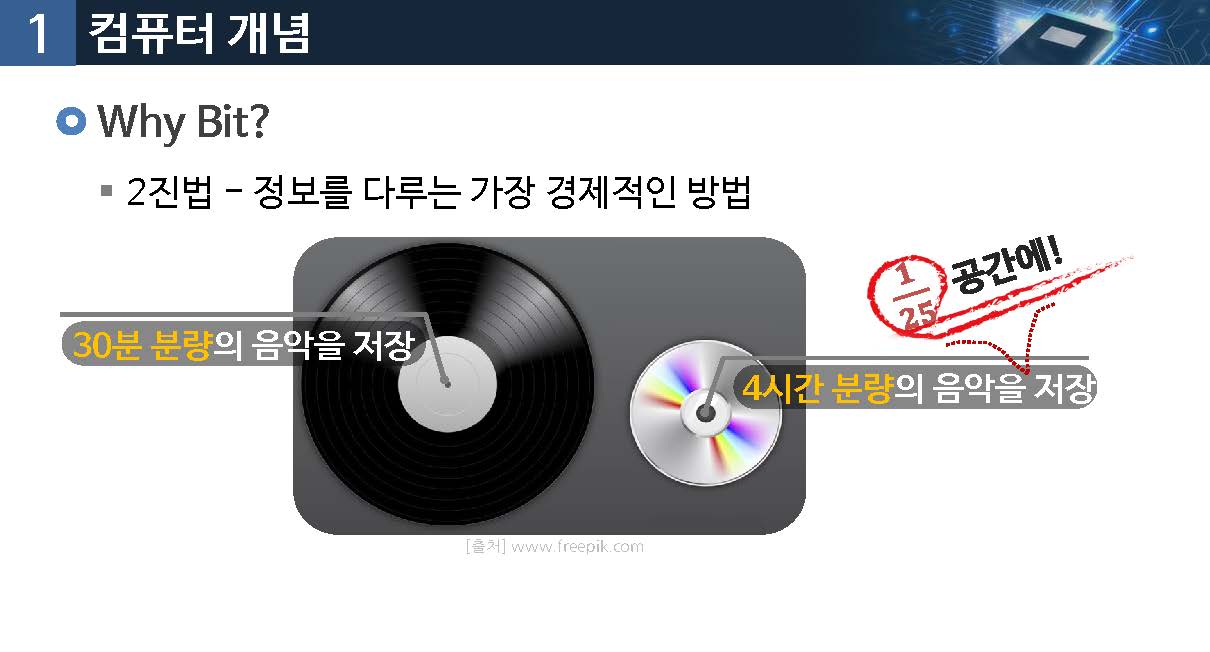 1 컴퓨터 개념
Why Bit?
2진법 – 정보를 다루는 가장 경제적인 방법
1
25
공간에!
30분 분량의 음악을 저장
4시간 분량의 음악을 저장
[출처] www.freepik.com